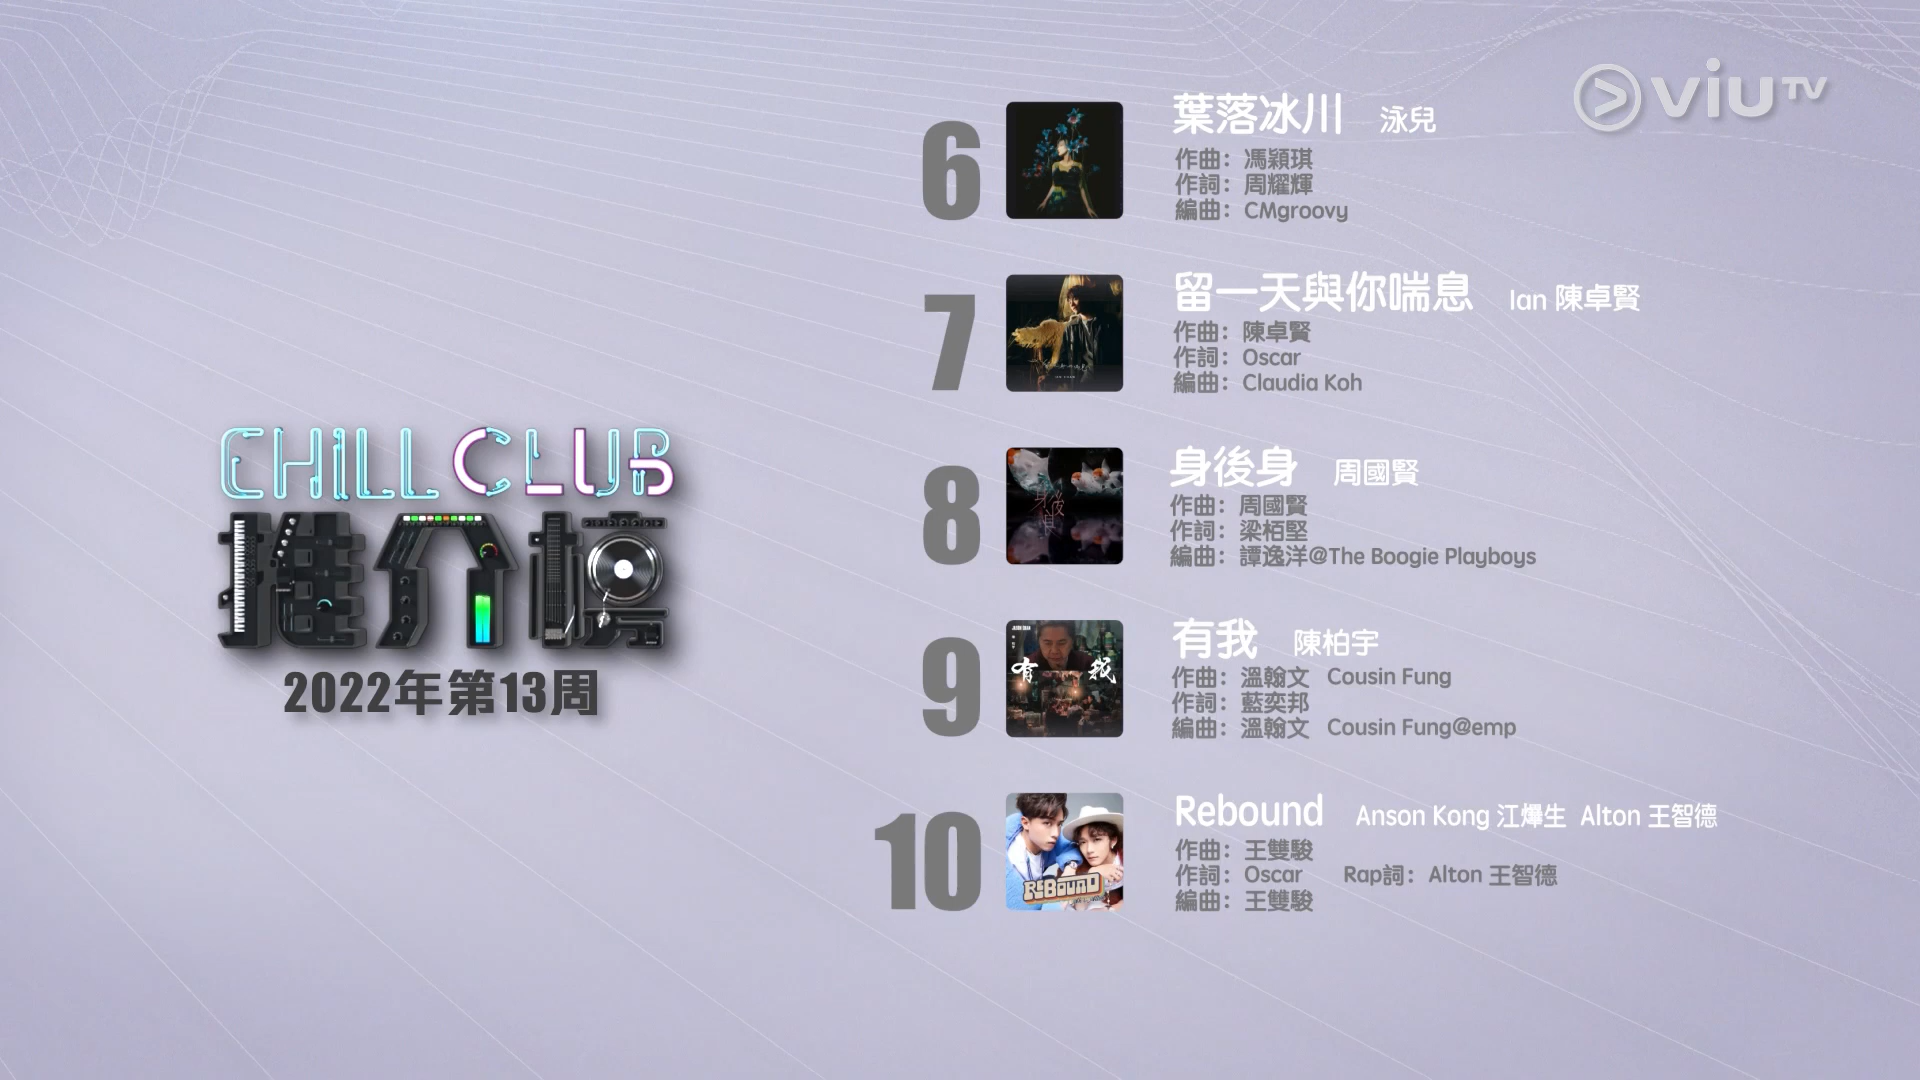 viu TV
CHILL CLUB
推介榜
2022年第13周
6
葉落冰川 泳兒
作曲：馮穎琪
作詞：周耀輝
編曲：CMgroovy
7
留一天與你喘息 Ian 陳卓賢
作曲：陳卓賢
作詞：Oscar
編曲：Claudia Koh
8
身後身
身後身 周國賢
作曲：周國賢
作詞：梁栢堅
編曲：譚逸洋@The Boogie Playboys
9
有我
有我 陳柏宇
作曲：溫翰文 Cousin Fung
作詞：藍奕邦
編曲：溫翰文 Cousin Fung@emp
10
REBOUND
Rebound Anson Kong 江𤒹生 Alton 王智德
作曲：王雙駿
作詞：Oscar Rap詞：Alton 王智德
編曲：王雙駿